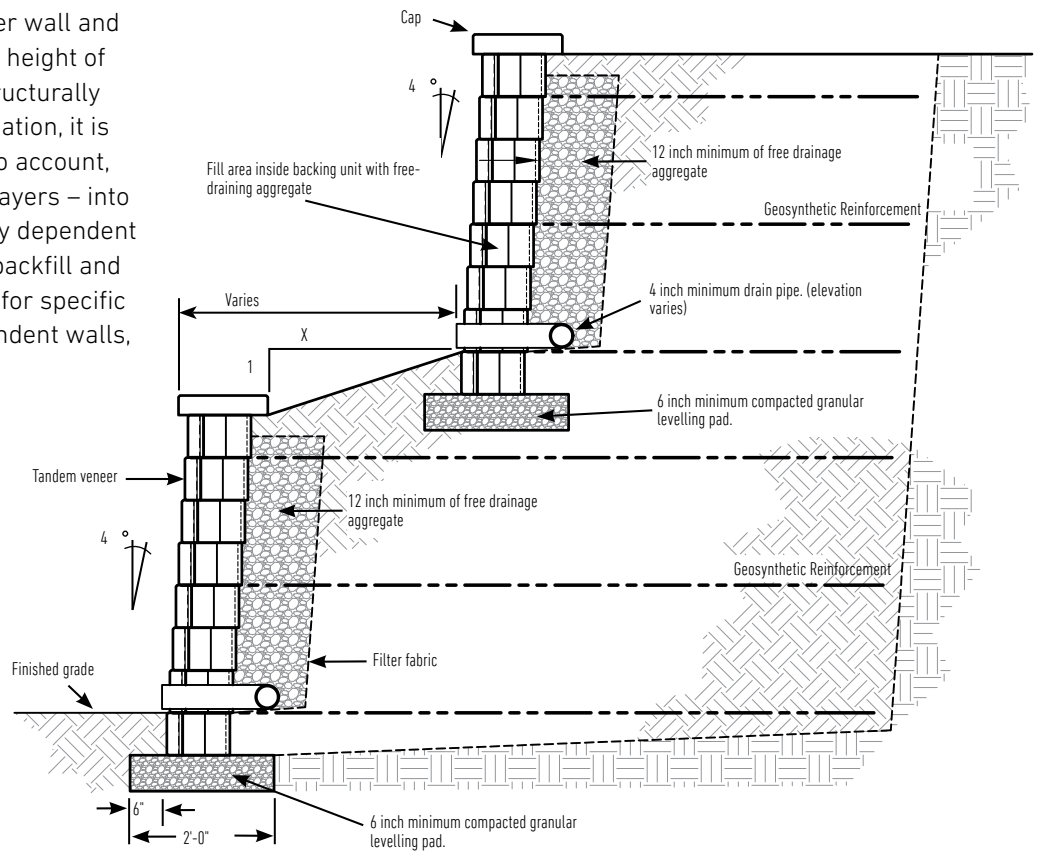 er wall and
height of
ructurally
ation, it is
o account,
ayers – into
y dependent
backfill and
for specific
ndent walls,
Cap
4 °
Fill area inside backing unit with free-
draining aggregate
12 inch minimum of free drainage
aggregate
Geosynthetic Reinforcement
4 inch minimum drain pipe. (elevation
varies)
Varies
X
1
6 inch minimum compacted granular
levelling pad.
Tandem veneer
12 inch minimum of free drainage
aggregate
4 °
Geosynthetic Reinforcement
Filter fabric
Finished grade
6"
2'-0"
6 inch minimum compacted granular
levelling pad.